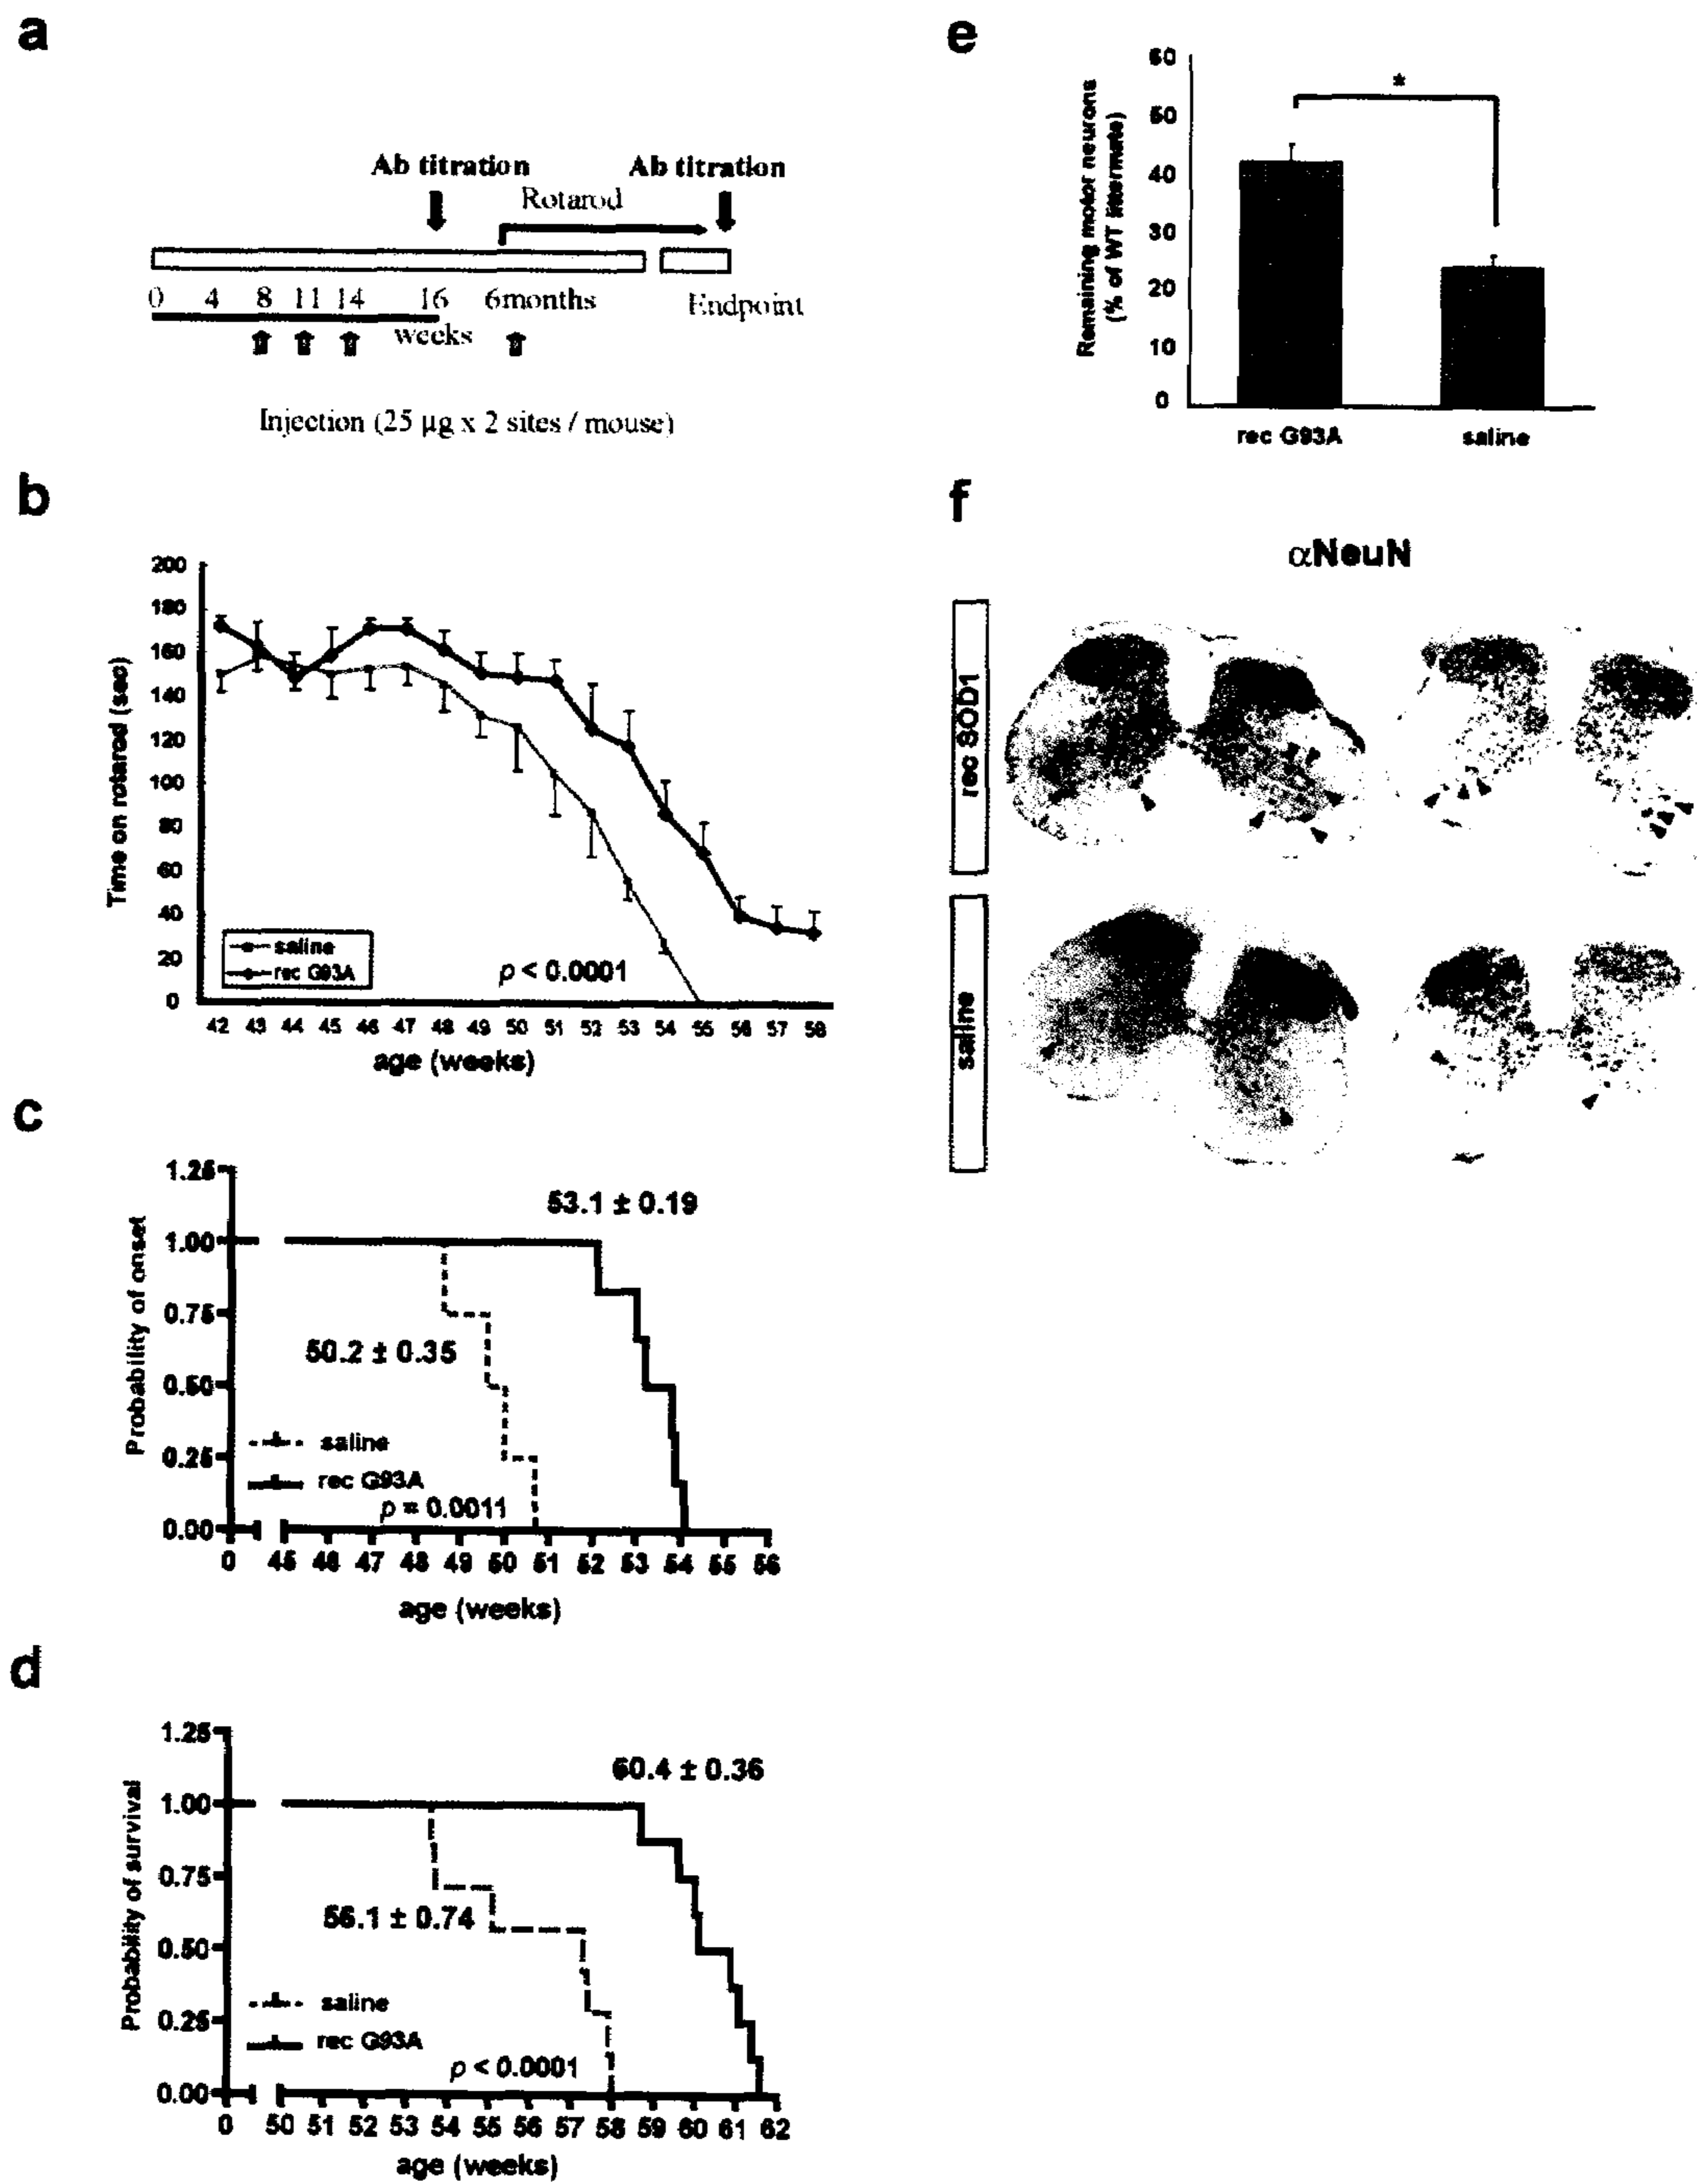 a
Ab titration
Ab titration
Rotarod
0 4 8 11 14 16 6months
Endpoint
weeks
Injection (25 µg x 2 sites / mouse)
b
Time on rotarod (sec)
200
180
160
140
120
100
80
60
40
20
0
saline
rec G93A
p < 0.0001
42 43 44 45 46 47 48 49 50 51 52 53 54 55 56 57 58
age (weeks)
c
Probability of onset
1.25
1.00
0.75
0.50
0.25
0.00
53.1 ± 0.19
50.2 ± 0.35
saline
rec G93A
p = 0.0011
0 45 46 47 48 49 50 51 52 53 54 55 56
age (weeks)
d
Probability of survival
1.25
1.00
0.75
0.50
0.25
0.00
60.4 ± 0.36
56.1 ± 0.74
saline
rec G93A
p < 0.0001
0 50 51 52 53 54 55 56 57 58 59 60 61 62
age (weeks)
e
Remaining motor neurons
(% of WT littermate)
60
50
40
30
20
10
0
*
rec G93A saline
f
αNeuN
rec SOD1
saline